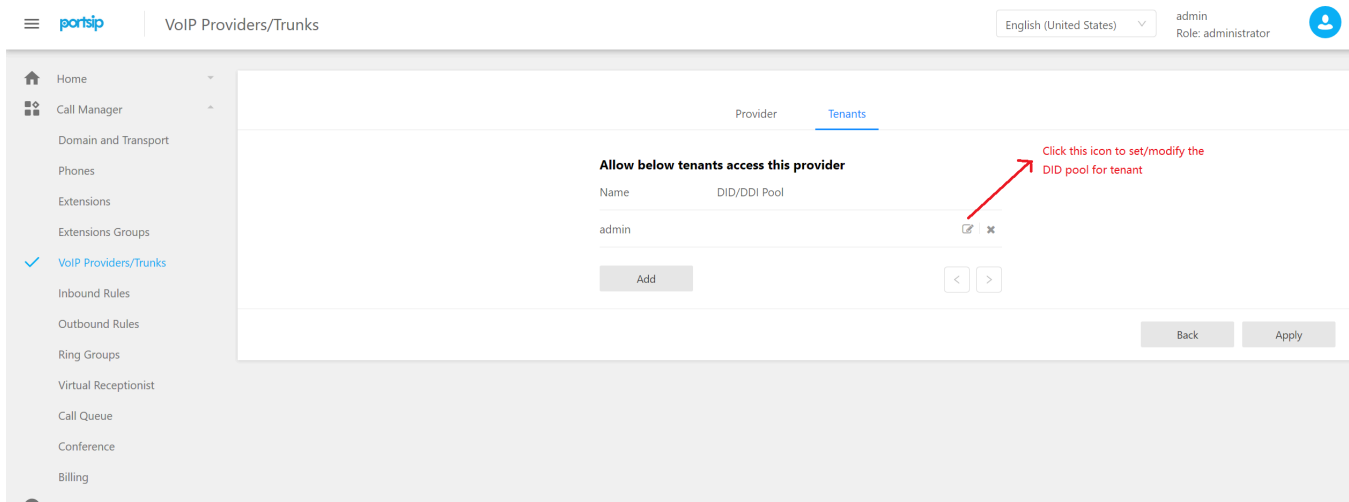 portsip
VoIP Providers/Trunks
English (United States)
admin
Role: administrator
Home
Call Manager
Domain and Transport
Phones
Extensions
Extensions Groups
VoIP Providers/Trunks
Inbound Rules
Outbound Rules
Ring Groups
Virtual Receptionist
Call Queue
Conference
Billing
Provider
Tenants
Allow below tenants access this provider
Name
DID/DDI Pool
admin
Add
<
>
Click this icon to set/modify the
DID pool for tenant
Back
Apply